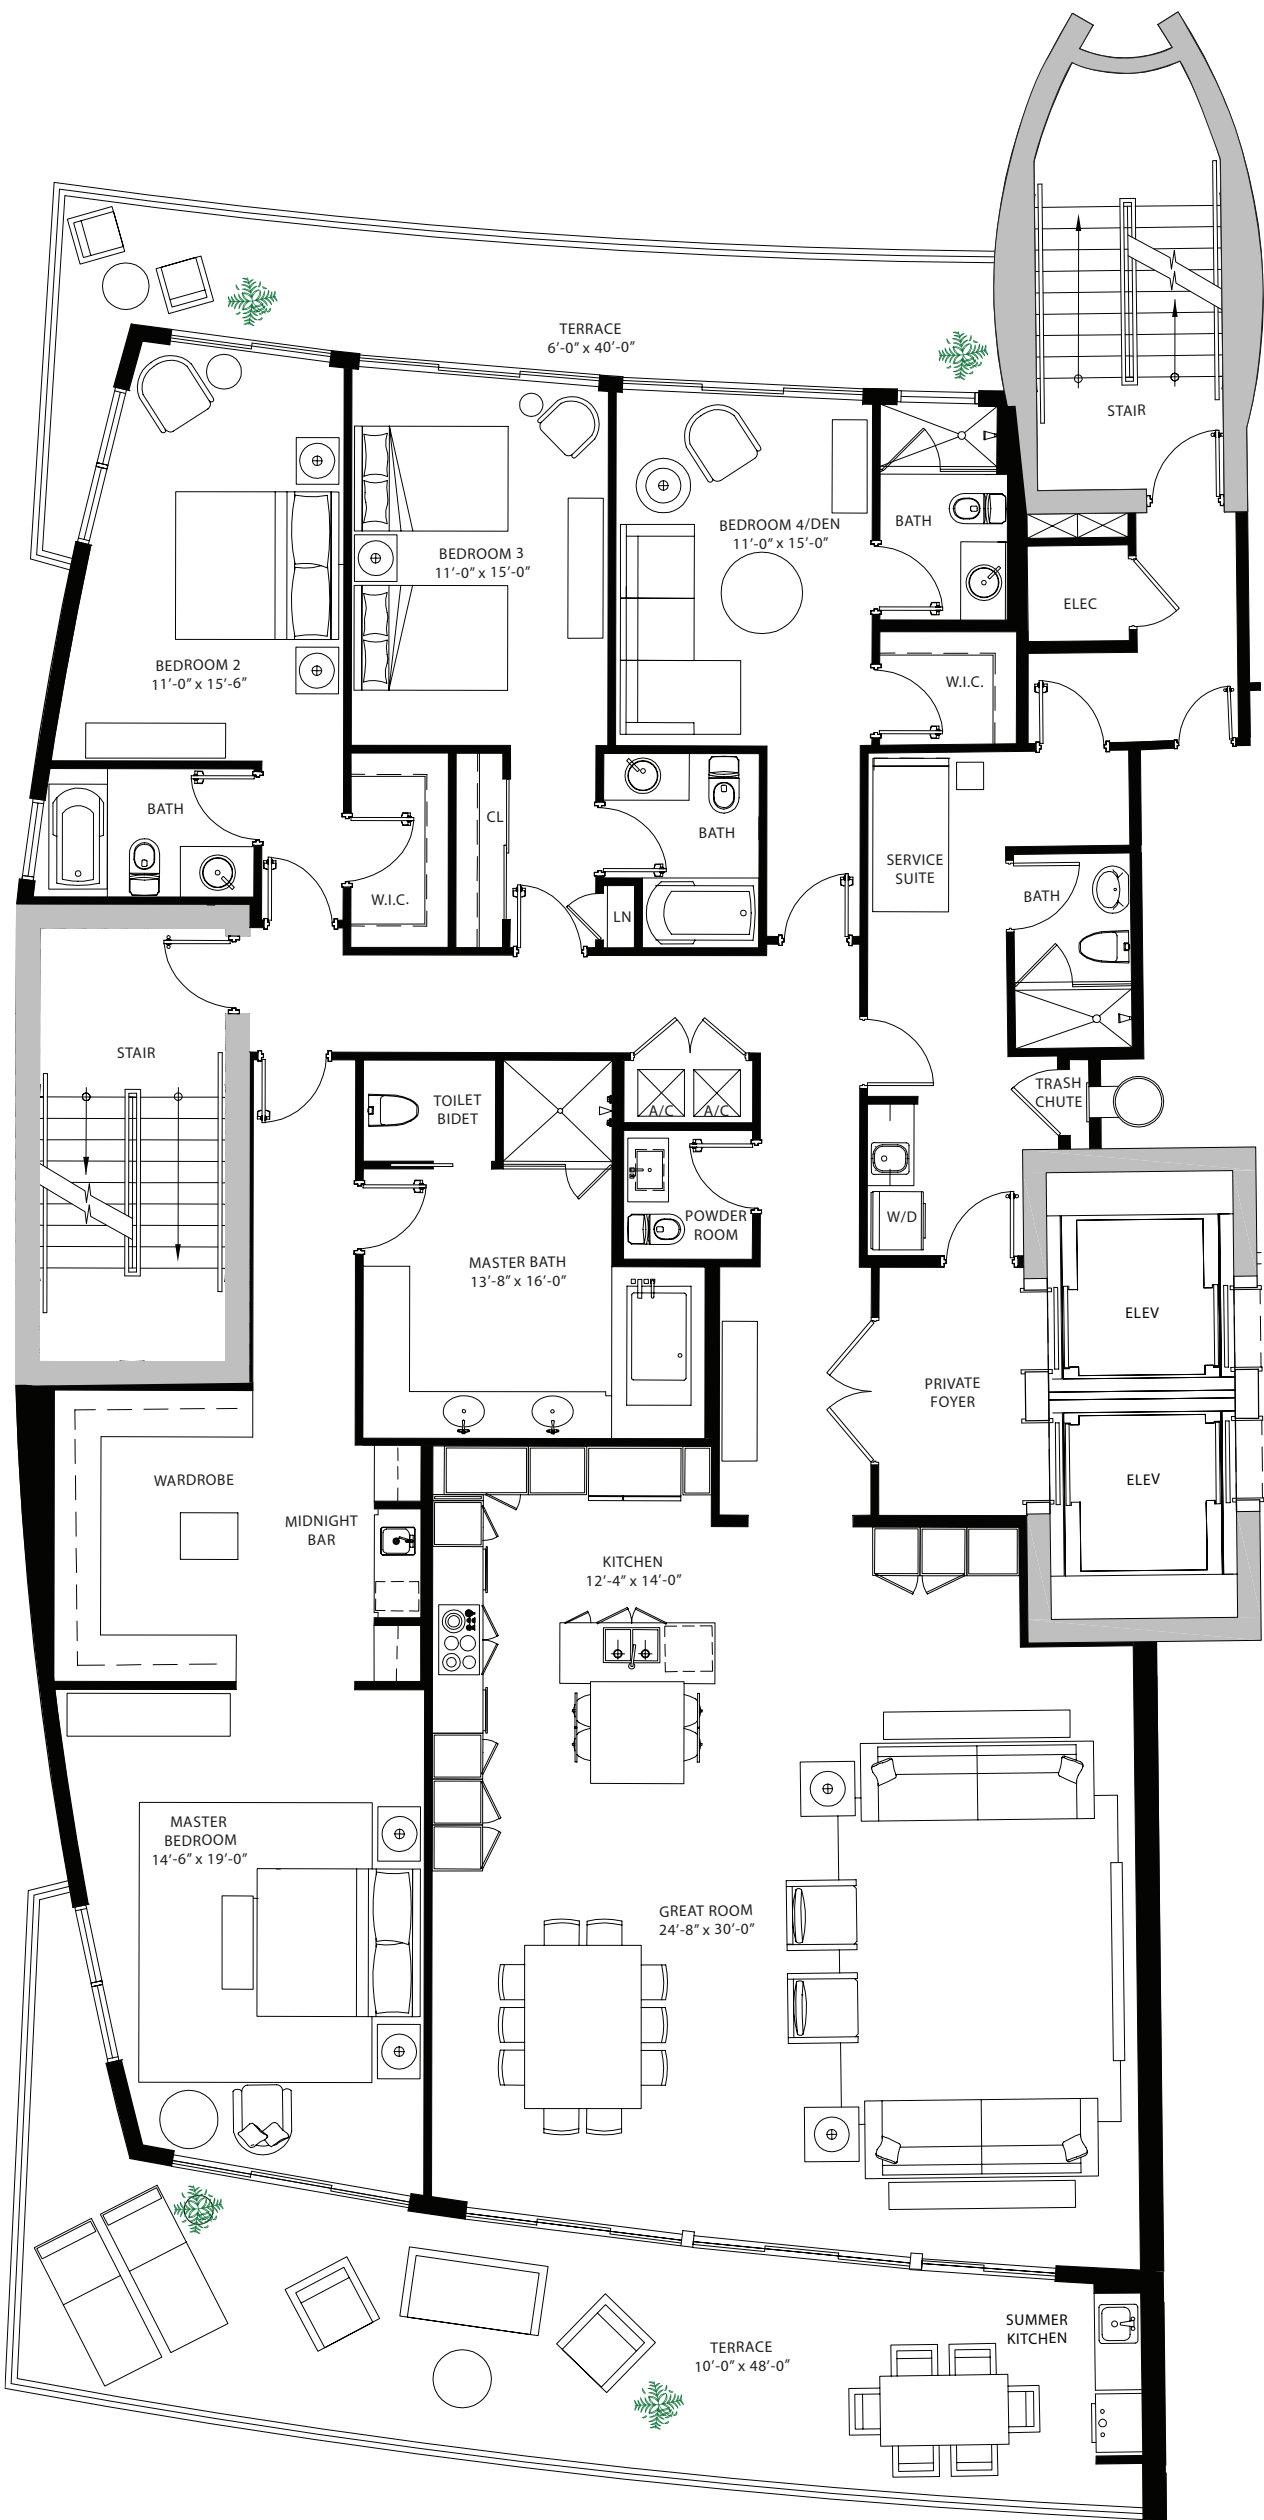 TERRACE
6'-0" x 40'-0"
STAIR
BATH
BEDROOM 4/DEN
11'-0" x 15'-0"
BEDROOM 3
11'-0" x 15'-0"
ELEC
BEDROOM 2
11'-0" x 15'-6"
W.I.C.
BATH
CL
BATH
SERVICE
SUITE
W.I.C.
LN
BATH
STAIR
TOILET
BIDET
A/C
A/C
TRASH
CHUTE
POWDER
ROOM
W/D
MASTER BATH
13'-8" x 16'-0"
ELEV
PRIVATE
FOYER
WARDROBE
ELEV
MIDNIGHT
BAR
KITCHEN
12'-4" x 14'-0"
MASTER
BEDROOM
14'-6" x 19'-0"
GREAT ROOM
24'-8" x 30'-0"
SUMMER
KITCHEN
TERRACE
10'-0" x 48'-0"